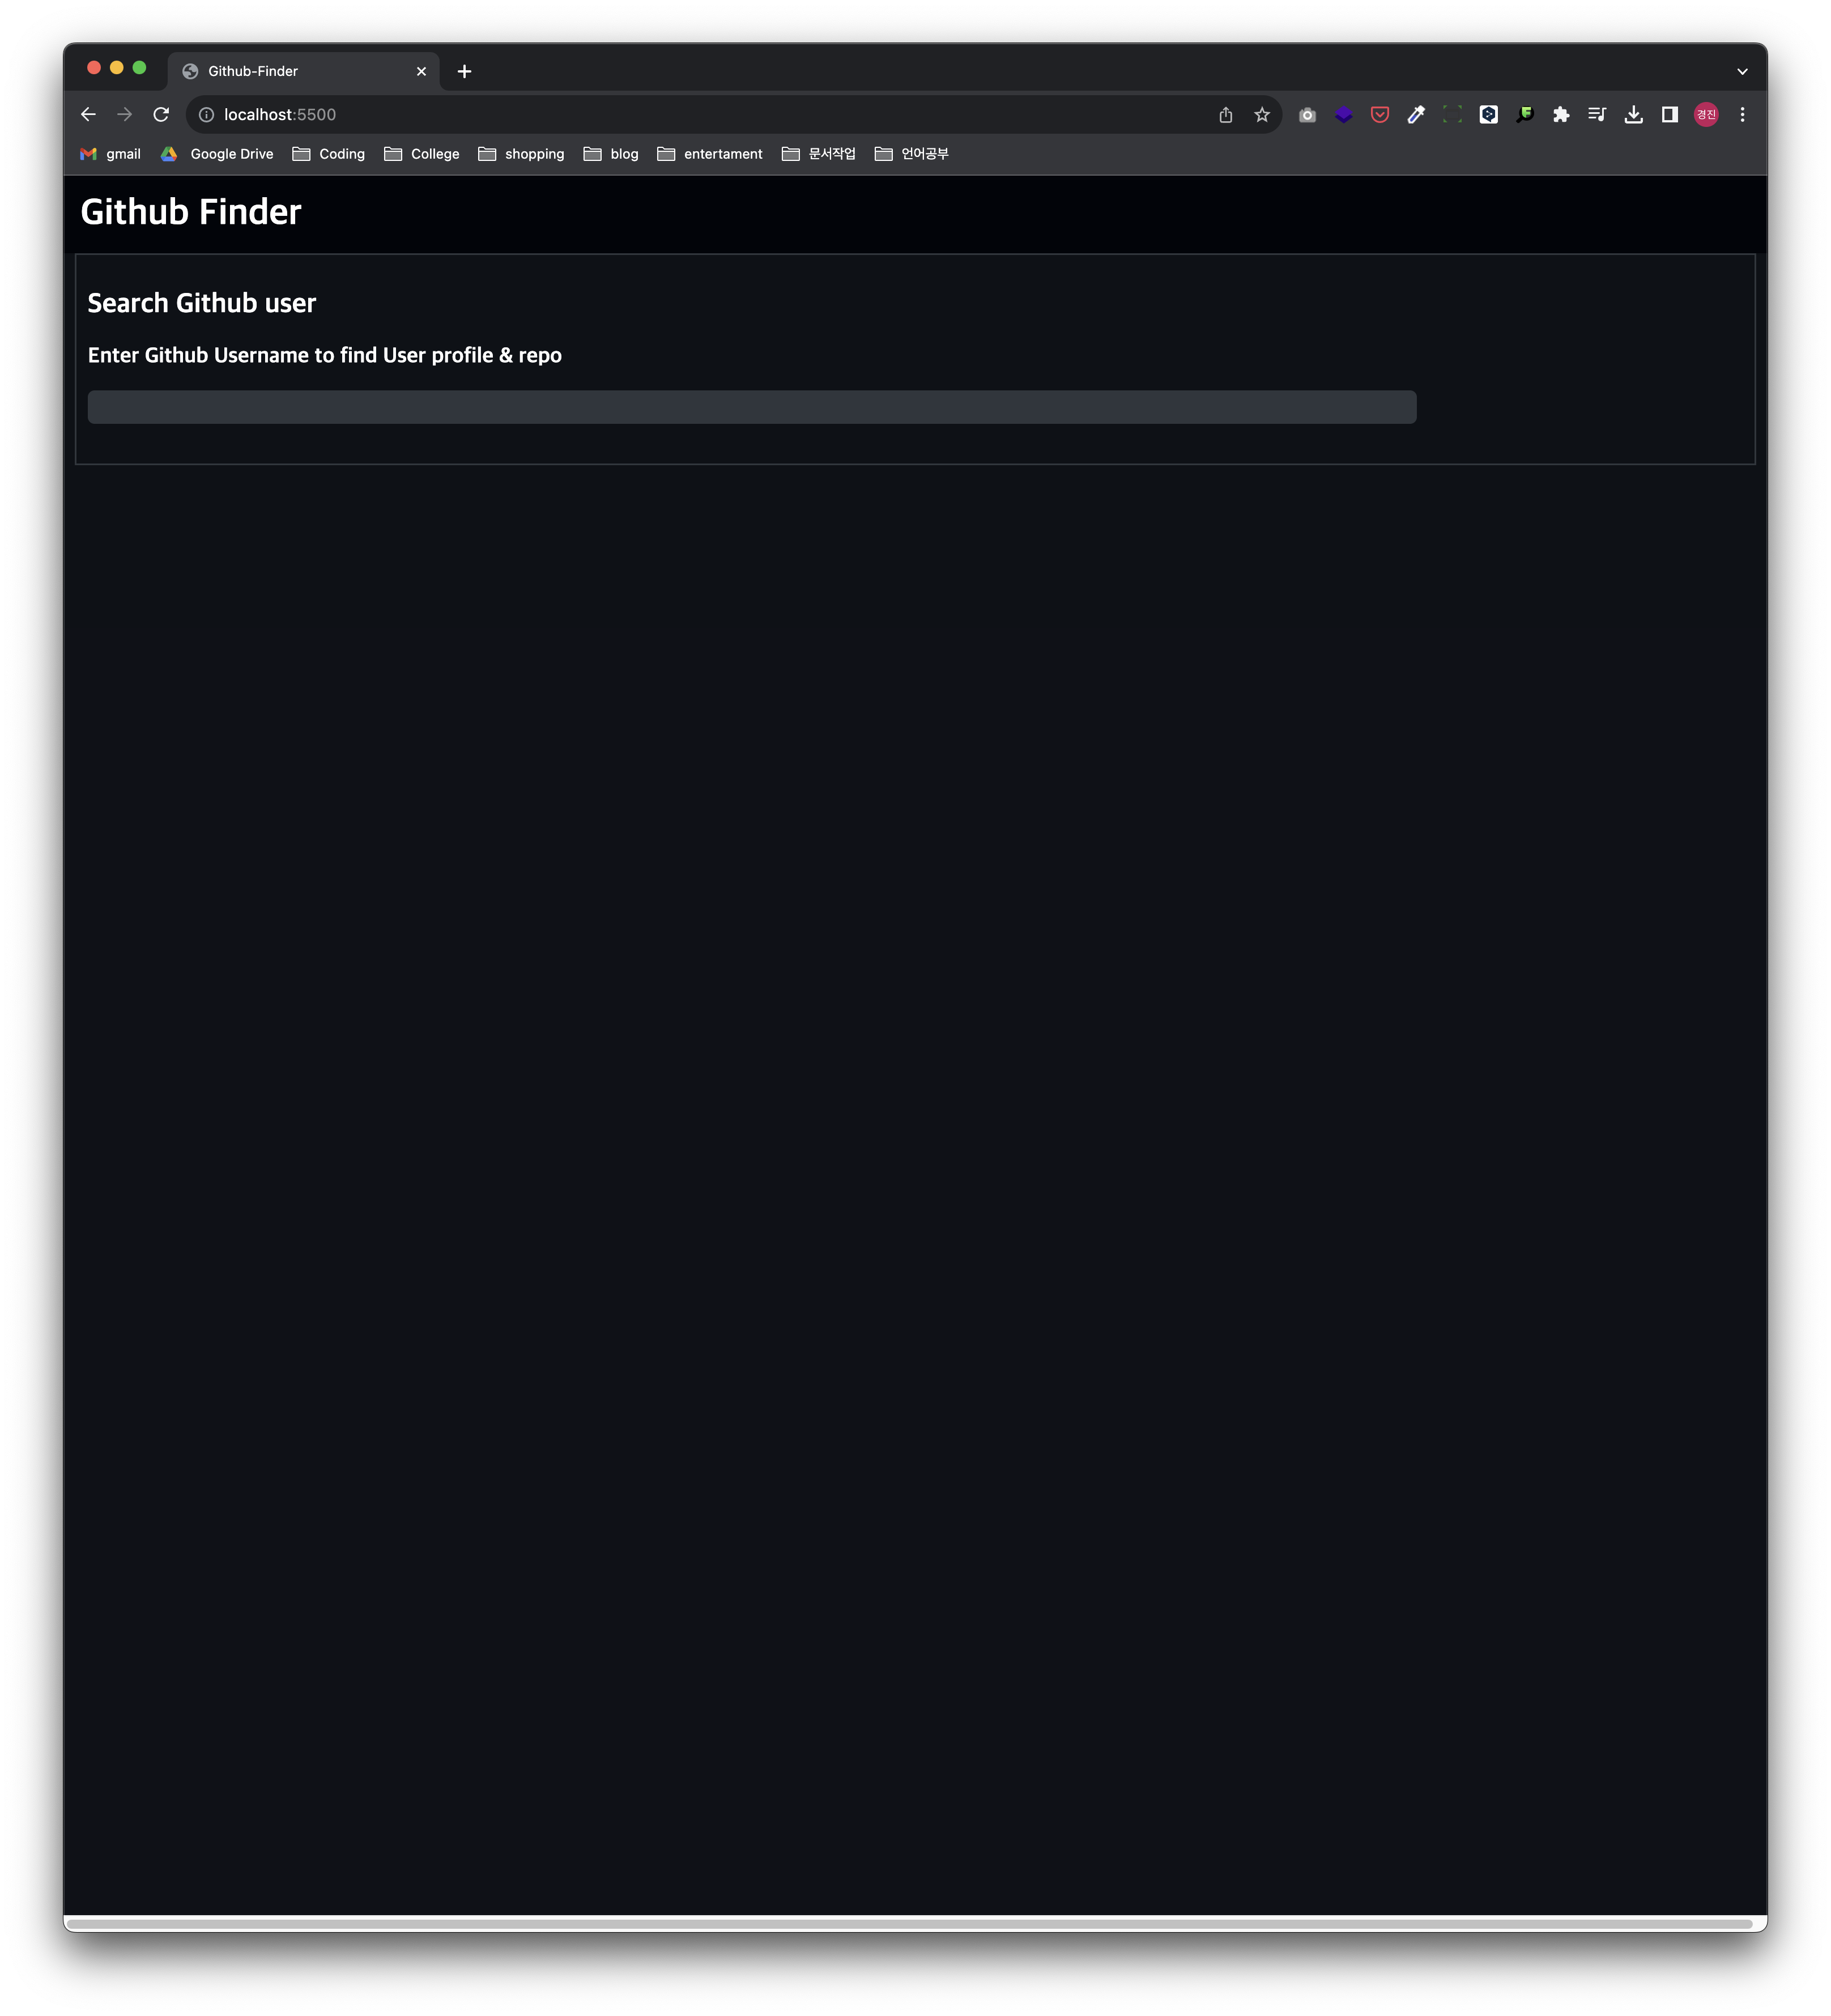 Github-Finder
localhost:5500
경진
gmail Google Drive Coding College shopping blog entertament 문서작업 언어공부
Github Finder
Search Github user
Enter Github Username to find User profile & repo